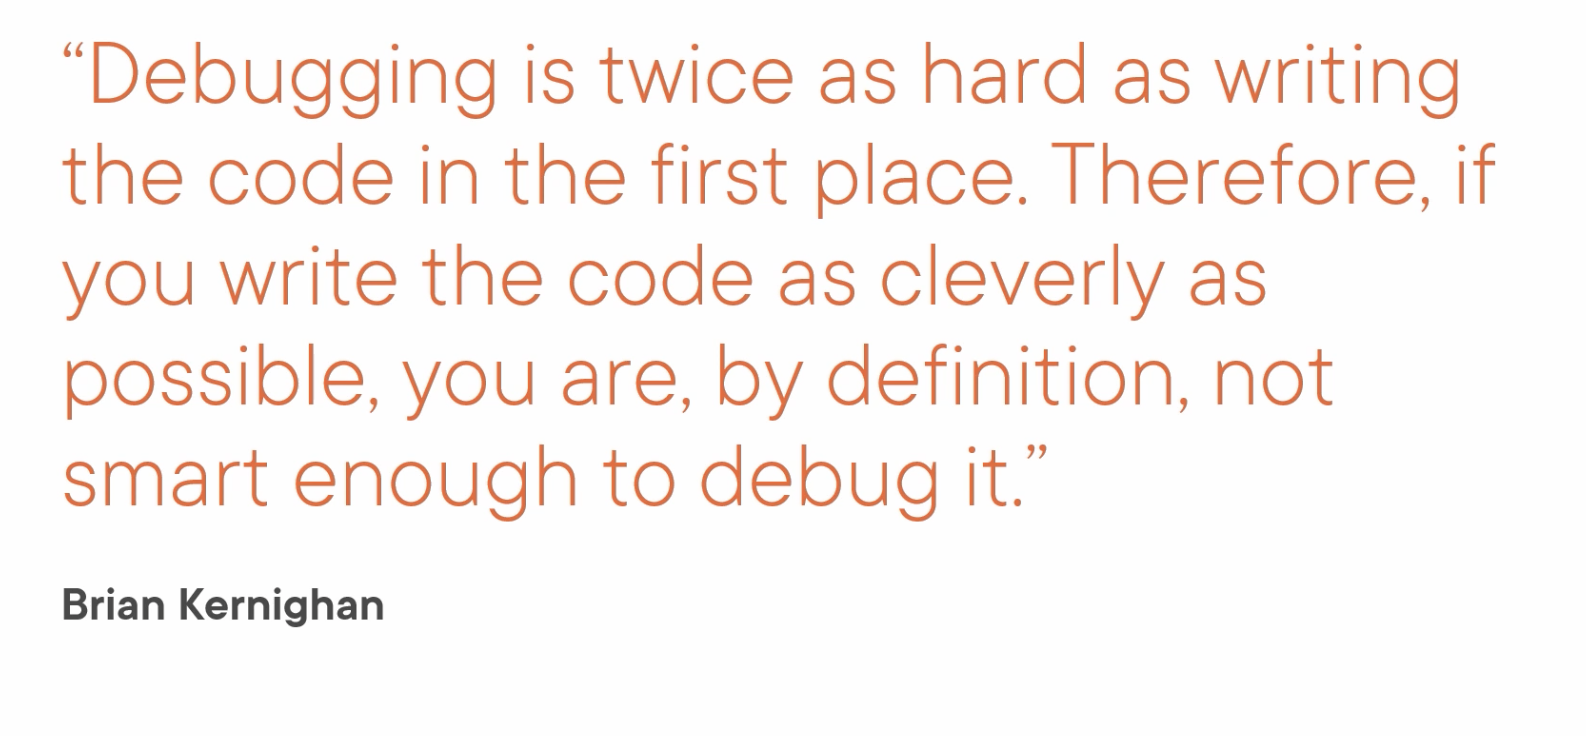 “Debugging is twice as hard as writing
the code in the first place. Therefore, if
you write the code as cleverly as
possible, you are, by definition, not
smart enough to debug it.”
Brian Kernighan